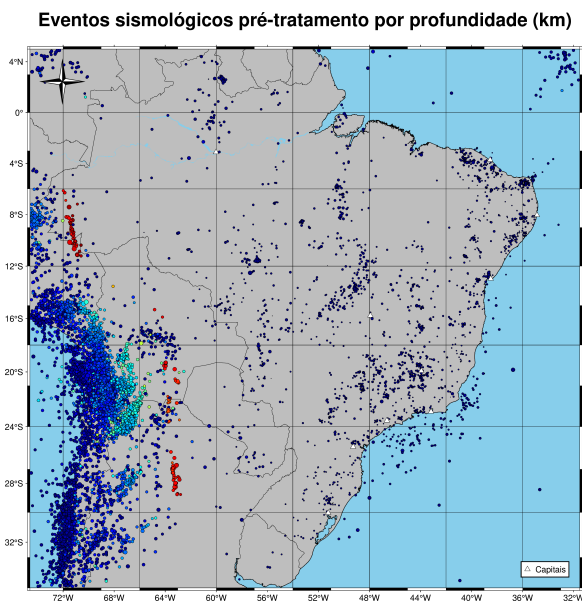 Eventos sismológicos pré-tratamento por profundidade (km)
4°N
0°
4°S
8°S
12°S
16°S
20°S
24°S
28°S
32°S
Capitais
72°W 68°W 64°W 60°W 56°W 52°W 48°W 44°W 40°W 36°W 32°W